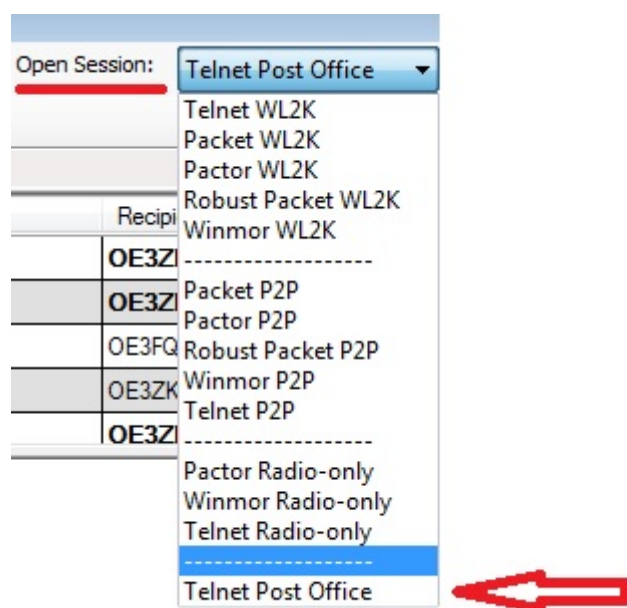 Open Session: Telnet Post Office
Telnet WL2K
Packet WL2K
Pactor WL2K
Robust Packet WL2K
Winmor WL2K
-------------------
Packet P2P
Pactor P2P
Robust Packet P2P
Winmor P2P
Telnet P2P
-------------------
Pactor Radio-only
Winmor Radio-only
Telnet Radio-only
-------------------
Telnet Post Office
Recipi
OE3Z
OE3Z
OE3FQ
OE3ZK
OE3Z